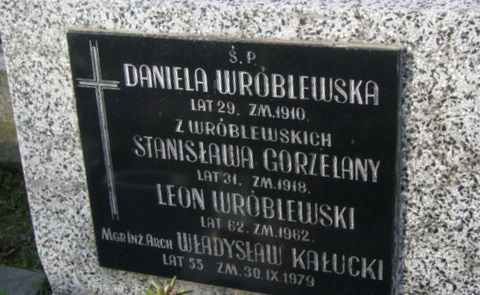 Ś. P.
DANIELA WRÓBLEWSKA
LAT 29. ZM.1910.
Z WRÓBLEWSKICH
STANISŁAWA GORZELANY
LAT 31. ZM.1918.
LEON WRÓBLEWSKI
LAT 62. ZM.1962.
MGR INŻ. ARCH WŁADYSŁAW KAŁUCKI
LAT 55 ZM.30.IX 1979